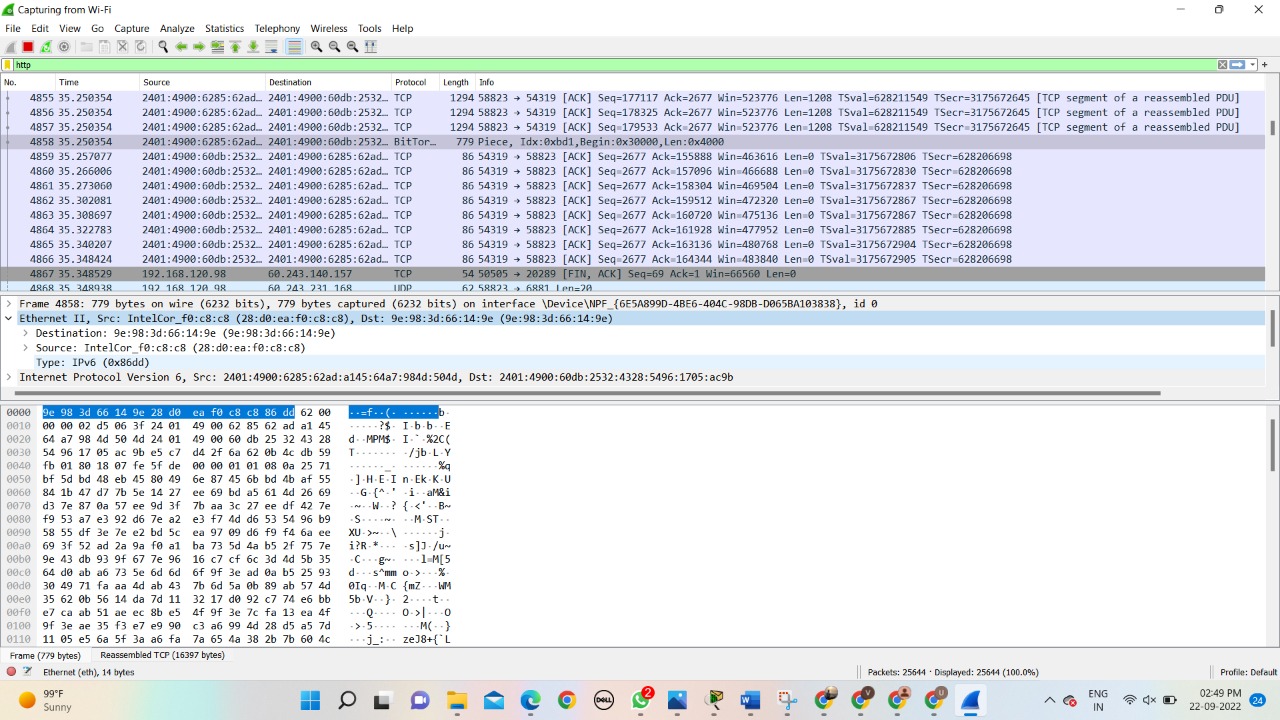 Capturing from Wi-Fi
File Edit View Go Capture Analyze Statistics Telephony Wireless Tools Help
http
No. Time Source Destination Protocol Length Info
4855 35.250354 2401:4900:6285:62ad… 2401:4900:60db:2532… TCP 1294 58823 → 54319 [ACK] Seq=177117 Ack=2677 Win=523776 Len=1208 TSval=628211549 TSecr=3175672645 [TCP segment of a reassembled PDU]
4856 35.250354 2401:4900:6285:62ad… 2401:4900:60db:2532… TCP 1294 58823 → 54319 [ACK] Seq=178325 Ack=2677 Win=523776 Len=1208 TSval=628211549 TSecr=3175672645 [TCP segment of a reassembled PDU]
4857 35.250354 2401:4900:6285:62ad… 2401:4900:60db:2532… TCP 1294 58823 → 54319 [ACK] Seq=179533 Ack=2677 Win=523776 Len=1208 TSval=628211549 TSecr=3175672645 [TCP segment of a reassembled PDU]
4858 35.250354 2401:4900:6285:62ad… 2401:4900:60db:2532… BitTor… 779 Piece, Idx:0xbd1,Begin:0x30000,Len:0x4000
4859 35.257077 2401:4900:60db:2532… 2401:4900:6285:62ad… TCP 86 54319 → 58823 [ACK] Seq=2677 Ack=155888 Win=463616 Len=0 TSval=3175672806 TSecr=628206698
4860 35.266006 2401:4900:60db:2532… 2401:4900:6285:62ad… TCP 86 54319 → 58823 [ACK] Seq=2677 Ack=157096 Win=466688 Len=0 TSval=3175672830 TSecr=628206698
4861 35.273060 2401:4900:60db:2532… 2401:4900:6285:62ad… TCP 86 54319 → 58823 [ACK] Seq=2677 Ack=158304 Win=469504 Len=0 TSval=3175672837 TSecr=628206698
4862 35.302081 2401:4900:60db:2532… 2401:4900:6285:62ad… TCP 86 54319 → 58823 [ACK] Seq=2677 Ack=159512 Win=472320 Len=0 TSval=3175672867 TSecr=628206698
4863 35.308697 2401:4900:60db:2532… 2401:4900:6285:62ad… TCP 86 54319 → 58823 [ACK] Seq=2677 Ack=160720 Win=475136 Len=0 TSval=3175672867 TSecr=628206698
4864 35.322783 2401:4900:60db:2532… 2401:4900:6285:62ad… TCP 86 54319 → 58823 [ACK] Seq=2677 Ack=161928 Win=477952 Len=0 TSval=3175672885 TSecr=628206698
4865 35.340207 2401:4900:60db:2532… 2401:4900:6285:62ad… TCP 86 54319 → 58823 [ACK] Seq=2677 Ack=163136 Win=480768 Len=0 TSval=3175672904 TSecr=628206698
4866 35.348424 2401:4900:60db:2532… 2401:4900:6285:62ad… TCP 86 54319 → 58823 [ACK] Seq=2677 Ack=164344 Win=483840 Len=0 TSval=3175672905 TSecr=628206698
4867 35.348529 192.168.120.98 60.243.140.157 TCP 54 50505 → 20289 [FIN, ACK] Seq=69 Ack=1 Win=66560 Len=0
4868 35.348938 192.168.120.98 60.243.231.168 UDP 62 58823 → 6881 Len=20
Frame 4858: 779 bytes on wire (6232 bits), 779 bytes captured (6232 bits) on interface \Device\NPF_{6E5A899D-4BE6-404C-98DB-D065BA103838}, id 0
Ethernet II, Src: IntelCor_f0:c8:c8 (28:d0:ea:f0:c8:c8), Dst: 9e:98:3d:66:14:9e (9e:98:3d:66:14:9e)
Destination: 9e:98:3d:66:14:9e (9e:98:3d:66:14:9e)
Source: IntelCor_f0:c8:c8 (28:d0:ea:f0:c8:c8)
Type: IPv6 (0x86dd)
Internet Protocol Version 6, Src: 2401:4900:6285:62ad:a145:64a7:984d:504d, Dst: 2401:4900:60db:2532:4328:5496:1705:ac9b
0000 9e 98 3d 66 14 9e 28 d0 ea f0 c8 c8 86 dd 62 00 ··=f··(· ······b·
0010 00 00 02 d5 06 3f 24 01 49 00 62 85 62 ad a1 45 ·····?$· I·b·b··E
0020 64 a7 98 4d 50 4d 24 01 49 00 60 db 25 32 43 28 d··MPM$· I·`·%2C(
0030 54 96 17 05 ac 9b e5 c7 d4 2f 6a 62 0b 4c db 59 T······· ·/jb·L·Y
0040 fb 01 80 18 07 fe 5f de 00 00 01 01 08 0a 25 71 ······_· ······%q
0050 bf 5d bd 48 eb 45 80 49 6e 87 45 6b bd 4b af 55 ·]·H·E·I n·Ek·K·U
0060 84 1b 47 d7 7b 5e 14 27 ee 69 bd a5 61 4d 26 69 ··G·{^·' ·i··aM&i
0070 d3 7e 87 0a 57 ee 9d 3f 7b aa 3c 27 ee df 42 7e ·~··W··? {·<'··B~
0080 f9 53 a7 e3 92 d6 7e a2 e3 f7 4d d6 53 54 96 b9 ·S····~· ··M·ST··
0090 58 55 df 3e 7e e2 bd 5c ea 97 09 d6 f9 f4 6a ee XU·>~··\ ······j·
00a0 69 3f 52 ad 2a 9a f0 a1 ba 73 5d 4a b5 2f 75 7e i?R·*··· ·s]J·/u~
00b0 9e 43 db 93 9f 67 7e 96 16 c7 cf 6c 3d 4d 5b 35 ·C···g~· ···l=M[5
00c0 64 d0 ab a6 73 5e 6d 6d 6f 9f 3e ad 0a b5 25 93 d···s^mm o·>···%·
00d0 30 49 71 fa aa 4d ab 43 7b 6d 5a 0b 89 ab 57 4d 0Iq··M·C {mZ···WM
00e0 35 62 0b 56 14 da 7d 11 32 17 d0 92 c7 74 e6 bb 5b·V··}· 2····t··
00f0 e7 ca ab 51 ae ec 8b e5 4f 9f 3e 7c fa 13 ea 4f ···Q···· O·>|···O
0100 9f 3e ae 35 f3 e7 e9 90 c3 a6 99 4d 28 d5 a5 7d ·>·5···· ···M(··}
0110 11 05 e6 6a 5f 3a a6 fa 7a 65 4a 38 2b 7b 60 4c ···j_:·· zeJ8+{`L
Frame (779 bytes) Reassembled TCP (16397 bytes)
Ethernet (eth), 14 bytes Packets: 25644 · Displayed: 25644 (100.0%) Profile: Default
99°F
Sunny
DELL
2
ENG
IN
02:49 PM
22-09-2022
24